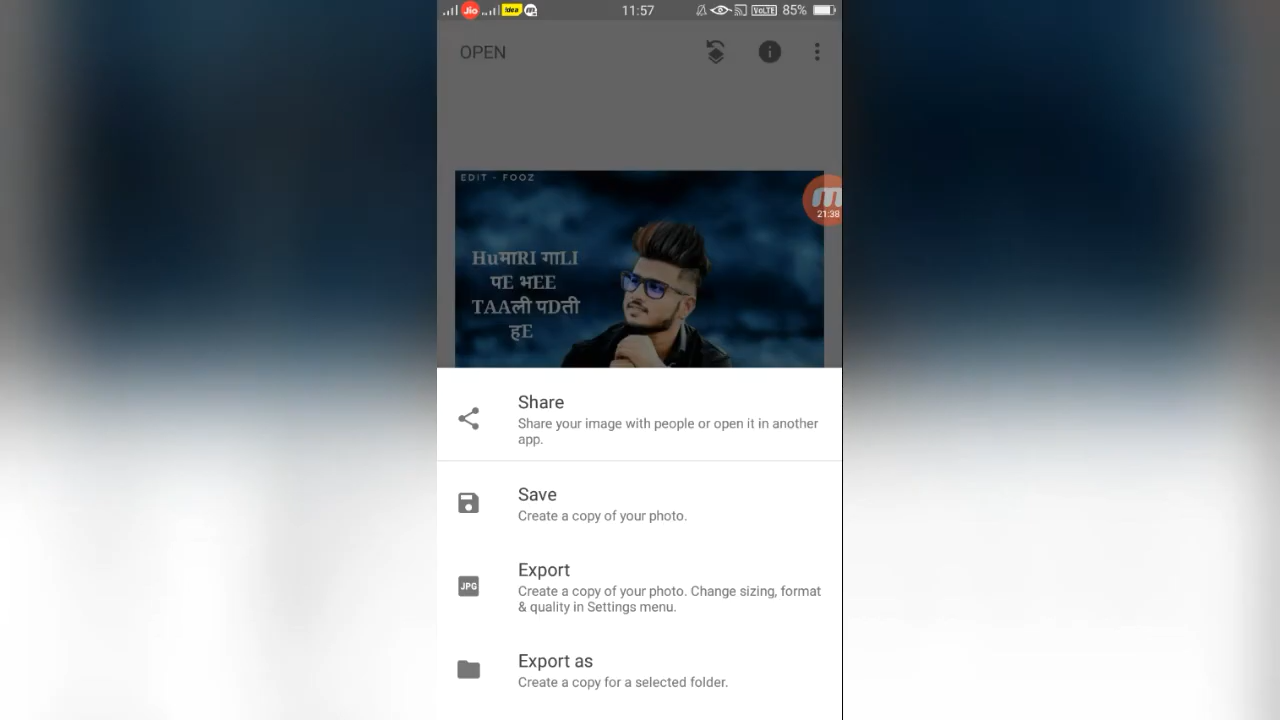 Jio
idea
11:57
VoLTE
85%
OPEN
EDIT - FOOZ
21:38
HuमाRI गाLI
पE भEE
TAAली पDती
हE
Share
Share your image with people or open it in another
app.
Save
Create a copy of your photo.
JPG
Export
Create a copy of your photo. Change sizing, format
& quality in Settings menu.
Export as
Create a copy for a selected folder.